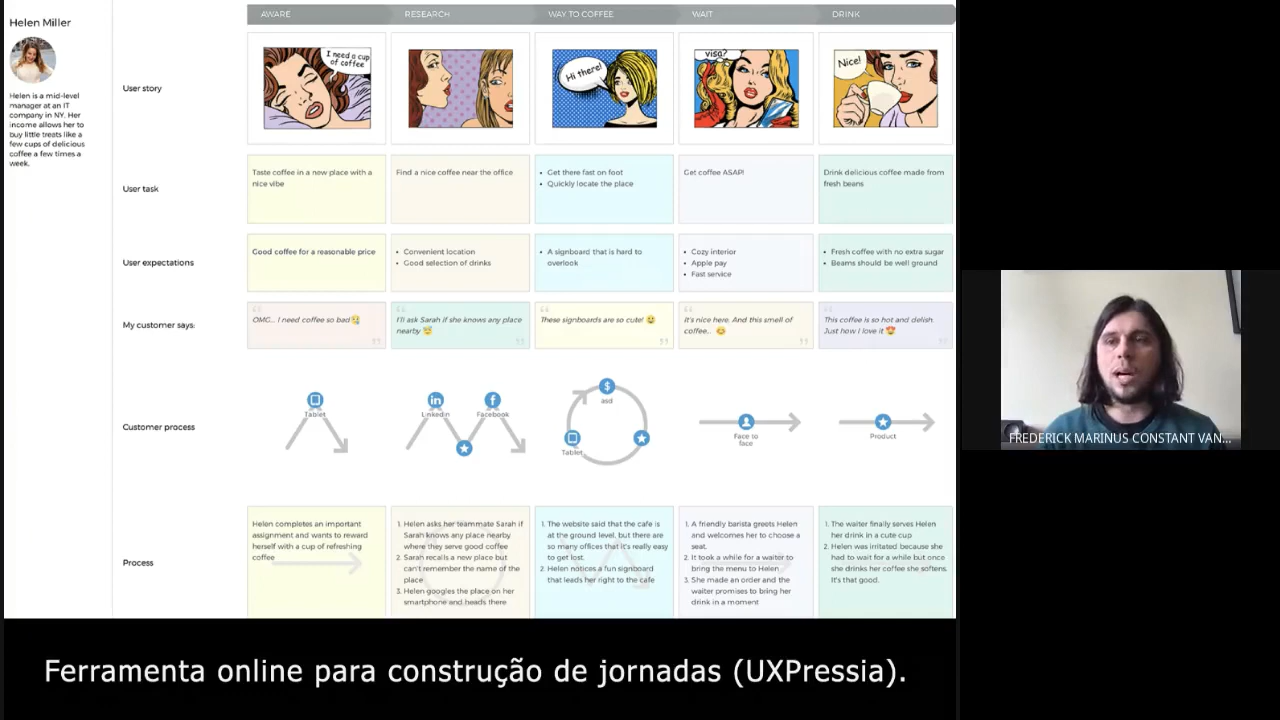 Helen Miller
Helen is a mid-level
manager at an IT
company in NY. Her
income allows her to
buy little treats like a
few cups of delicious
coffee a few times a
week.
AWARE
RESEARCH
WAY TO COFFEE
WAIT
DRINK
User story
I need a cup
of coffee
Hi there!
visa?
Nice!
User task
Taste coffee in a new place with a
nice vibe
Find a nice coffee near the office
• Get there fast on foot
• Quickly locate the place
Get coffee ASAP!
Drink delicious coffee made from
fresh beans
User expectations
Good coffee for a reasonable price
• Convenient location
• Good selection of drinks
• A signboard that is hard to
overlook
• Cozy interior
• Apple pay
• Fast service
• Fresh coffee with no extra sugar
• Beams should be well ground
My customer says:
OMG... I need coffee so bad😪
I'll ask Sarah if she knows any place
nearby 😇
These signboards are so cute! 😀
It's nice here. And this smell of
coffee... 😊
This coffee is so hot and delish.
Just how I love it 😍
Customer process
Tablet
Linkedin
Facebook
$
asd
Tablet
Face to
face
Product
Process
Helen completes an important
assignment and wants to reward
herself with a cup of refreshing
coffee
1. Helen asks her teammate Sarah if
Sarah knows any place nearby
where they serve good coffee
2. Sarah recalls a new place but
can't remember the name of the
place
3. Helen googles the place on her
smartphone and heads there
1. The website said that the cafe is
at the ground level, but there are
so many offices that it's really easy
to get lost.
2. Helen notices a fun signboard
that leads her right to the cafe
1. A friendly barista greets Helen
and welcomes her to choose a
seat.
2. It took a while for a waiter to
bring the menu to Helen
3. She made an order and the
waiter promises to bring her
drink in a moment
1. The waiter finally serves Helen
her drink in a cute cup
2. Helen was irritated because she
had to wait for a while but once
she drinks her coffee she softens.
It's that good.
FREDERICK MARINUS CONSTANT VAN...
Ferramenta online para construção de jornadas (UXPressia).